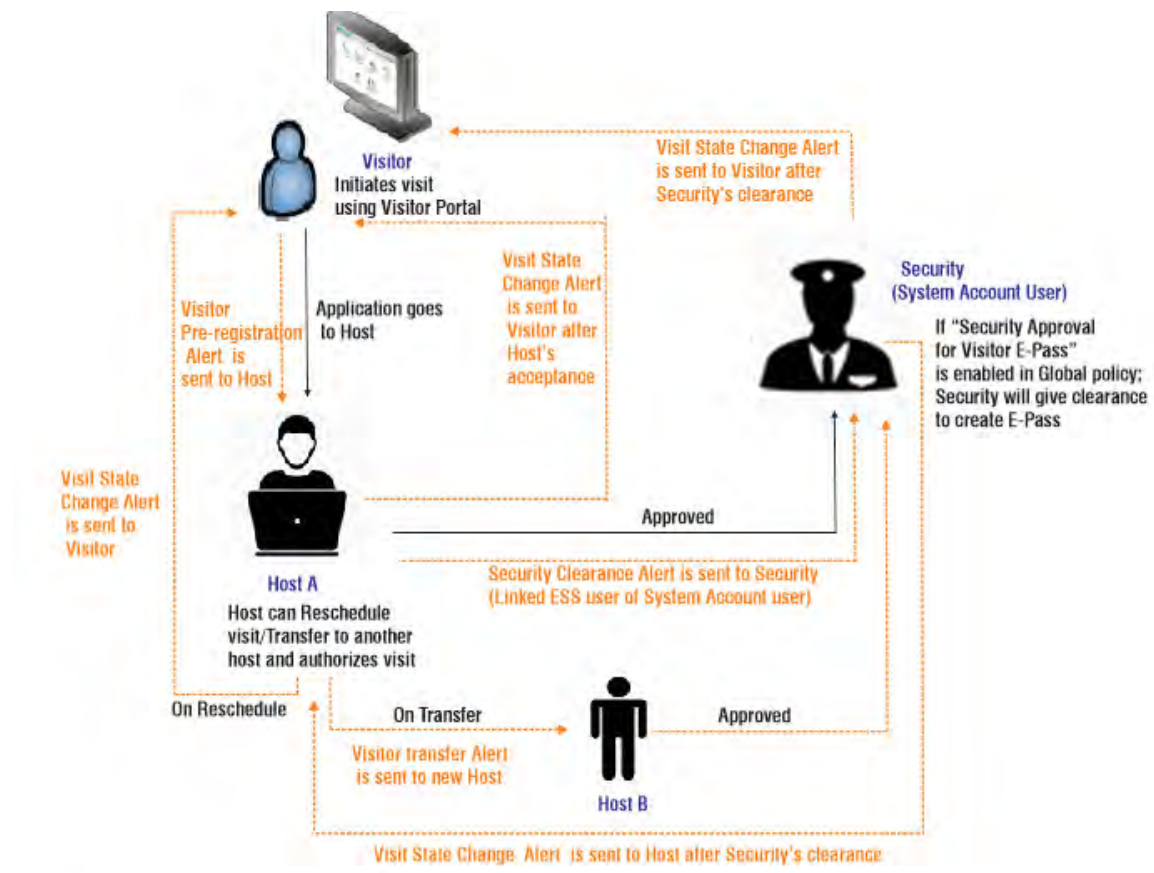 Visitor
Initiates visit
using Visitor Portal
Visit State Change Alert
is sent to Visitor after
Security's clearance
Visit State
Change Alert
is sent to
Visitor after
Host's
acceptance
Security
(System Account User)
If "Security Approval
for Visitor E-Pass"
is enabled in Global policy;
Security will give clearance
to create E-Pass
Visitor
Pre-registration
Alert is
sent to Host
Application goes
to Host
Visit State
Change Alert
is sent to
Visitor
Approved
Security Clearance Alert is sent to Security
(Linked ESS user of System Account user)
Host A
Host can Reschedule
visit/Transfer to another
host and authorizes visit
On Reschedule
On Transfer
Visitor transfer Alert
is sent to new Host
Approved
Host B
Visit State Change Alert is sent to Host after Security's clearance